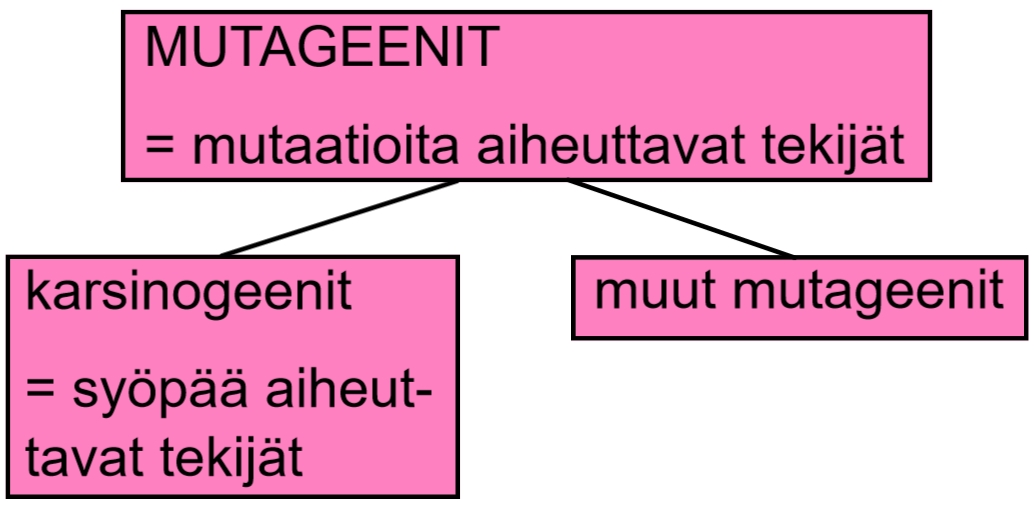 MUTAGEENIT
= mutaatioita aiheuttavat tekijät
karsinogeenit
= syöpää aiheut-
tavat tekijät
muut mutageenit